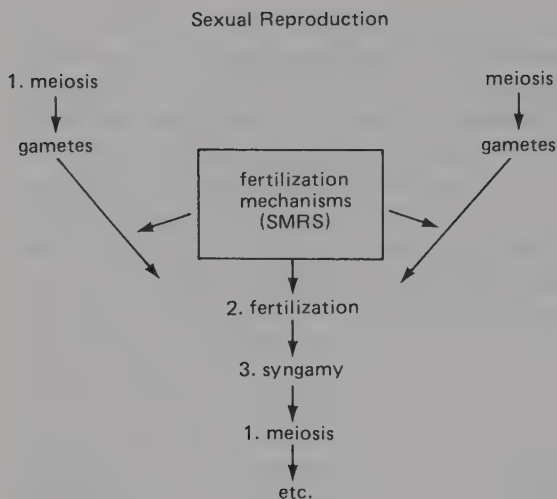 Sexual Reproduction
1. meiosis
meiosis
gametes
gametes
fertilization
mechanisms
(SMRS)
2. fertilization
3. syngamy
1. meiosis
etc.